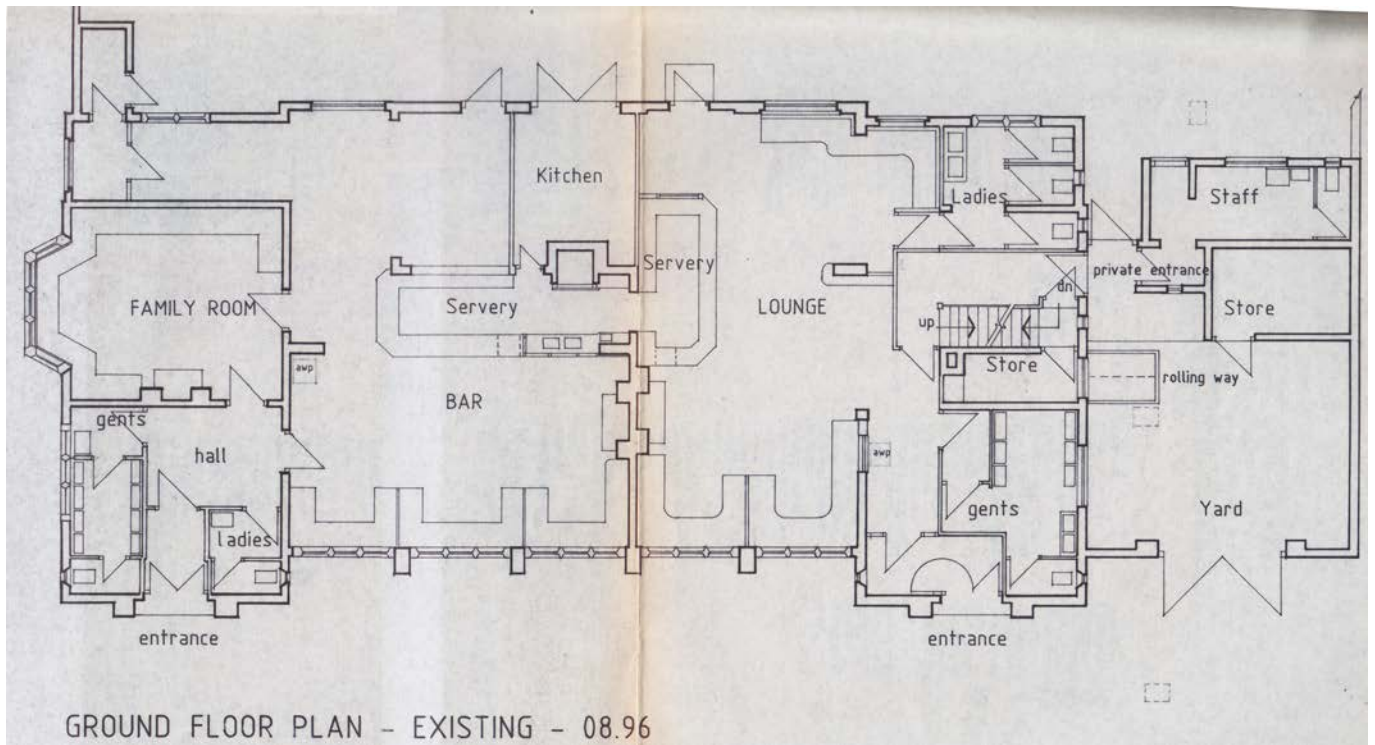 Kitchen
Ladies
Staff
Servery
private entrance
dn
FAMILY ROOM
Servery
LOUNGE
Store
up
awp
Store
rolling way
BAR
gents
hall
awp
gents
Yard
ladies
entrance
entrance
GROUND FLOOR PLAN - EXISTING - 08.96